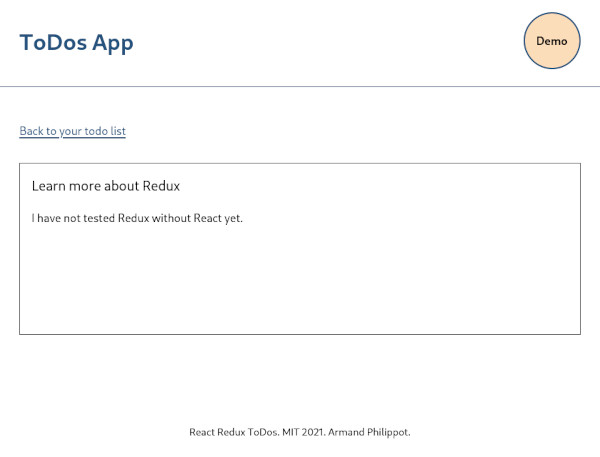 ToDos App
Demo
Back to your todo list
Learn more about Redux
I have not tested Redux without React yet.
React Redux ToDos. MIT 2021. Armand Philippot.